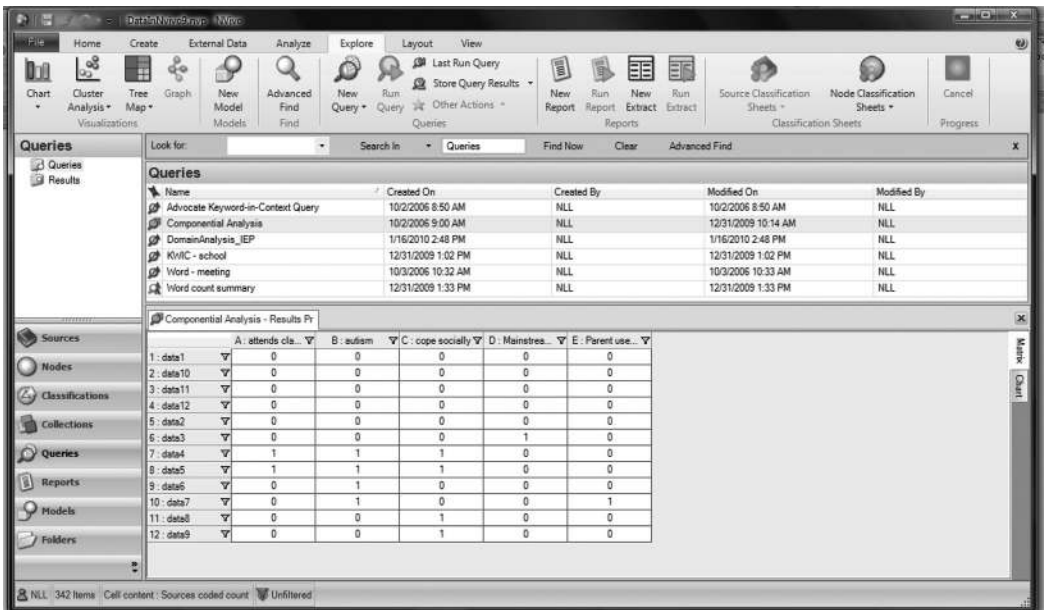 DataInNvivo9.nvp - NVivo
File Home Create External Data Analyze Explore Layout View
Chart Cluster Analysis Tree Map Graph New Model Advanced Find New Query Run Query Last Run Query Store Query Results Other Actions New Report Run Report New Extract Run Extract Source Classification Sheets Node Classification Sheets Cancel
Visualizations Models Find Queries Reports Classification Sheets Progress
Queries
Queries
Results
Look for: Search In Queries Find Now Clear Advanced Find X
Queries
Name Created On Created By Modified On Modified By
Advocate Keyword-in-Context Query 10/2/2006 8:50 AM NLL 10/2/2006 8:50 AM NLL
Componential Analysis 10/2/2006 9:00 AM NLL 12/31/2009 10:14 AM NLL
DomainAnalysis_IEP 1/16/2010 2:48 PM NLL 1/16/2010 2:48 PM NLL
KWIC - school 12/31/2009 1:02 PM NLL 12/31/2009 1:02 PM NLL
Word - meeting 10/3/2006 10:32 AM NLL 10/3/2006 10:33 AM NLL
Word count summary 12/31/2009 1:33 PM NLL 12/31/2009 1:33 PM NLL
Componential Analysis - Results Pr
A : attends cla... B : autism C : cope socially D : Mainstrea... E : Parent use...
1 : data1 0 0 0 0 0
2 : data10 0 0 0 0 0
3 : data11 0 0 0 0 0
4 : data12 0 0 0 0 0
5 : data2 0 0 0 0 0
6 : data3 0 0 0 1 0
7 : data4 1 1 1 0 0
8 : data5 1 1 1 0 0
9 : data6 0 1 0 0 0
10 : data7 0 1 0 0 1
11 : data8 0 0 1 0 0
12 : data9 0 0 1 0 0
Matrix
Chart
Sources
Nodes
Classifications
Collections
Queries
Reports
Models
Folders
NLL 342 Items Cell content : Sources coded count Unfiltered